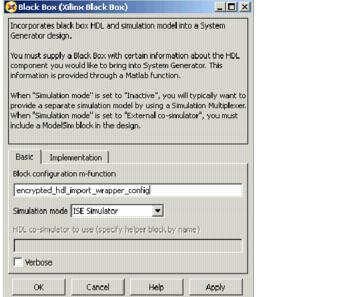 Black Box (Xilinx Black Box)
Incorporates black box HDL and simulation model into a System
Generator design.
You must supply a Black Box with certain information about the HDL
component you would like to bring into System Generator. This
information is provided through a Matlab function.
When "Simulation mode" is set to "Inactive", you will typically want to
provide a separate simulation model by using a Simulation Multiplexer.
When "Simulation mode" is set to "External co-simulator", you must
include a ModelSim block in the design.
Basic Implementation
Block configuration m-function
encrypted_hdl_import_wrapper_config
Simulation mode ISE Simulator
HDL co-simulator to use (specify helper block by name)
Verbose
OK Cancel Help Apply